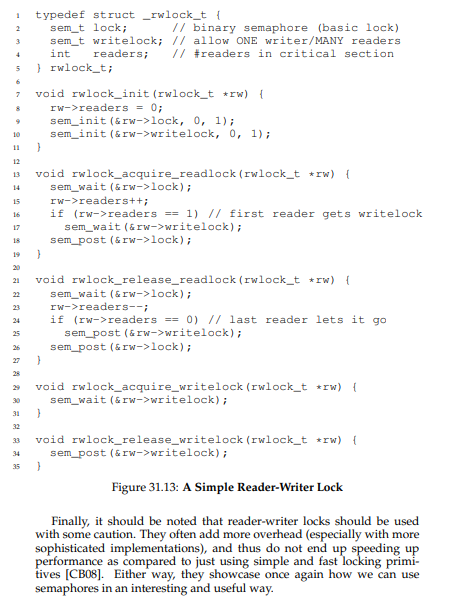 1 typedef struct _rwlock_t {
2 sem_t lock; // binary semaphore (basic lock)
3 sem_t writelock; // allow ONE writer/MANY readers
4 int readers; // #readers in critical section
5 } rwlock_t;
6
7 void rwlock_init(rwlock_t *rw) {
8 rw->readers = 0;
9 sem_init(&rw->lock, 0, 1);
10 sem_init(&rw->writelock, 0, 1);
11 }
12
13 void rwlock_acquire_readlock(rwlock_t *rw) {
14 sem_wait(&rw->lock);
15 rw->readers++;
16 if (rw->readers == 1) // first reader gets writelock
17 sem_wait(&rw->writelock);
18 sem_post(&rw->lock);
19 }
20
21 void rwlock_release_readlock(rwlock_t *rw) {
22 sem_wait(&rw->lock);
23 rw->readers--;
24 if (rw->readers == 0) // last reader lets it go
25 sem_post(&rw->writelock);
26 sem_post(&rw->lock);
27 }
28
29 void rwlock_acquire_writelock(rwlock_t *rw) {
30 sem_wait(&rw->writelock);
31 }
32
33 void rwlock_release_writelock(rwlock_t *rw) {
34 sem_post(&rw->writelock);
35 }
Figure 31.13: A Simple Reader-Writer Lock
Finally, it should be noted that reader-writer locks should be used
with some caution. They often add more overhead (especially with more
sophisticated implementations), and thus do not end up speeding up
performance as compared to just using simple and fast locking primi-
tives [CB08]. Either way, they showcase once again how we can use
semaphores in an interesting and useful way.